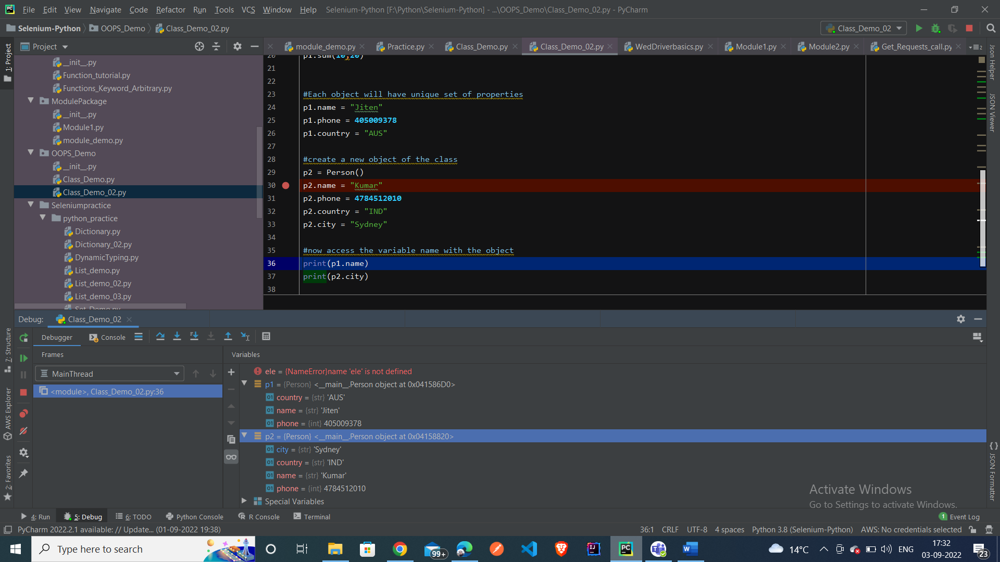 File Edit View Navigate Code Refactor Run Tools VCS Window Help Selenium-Python [F:\Python\Selenium-Python] - ...\OOPS_Demo\Class_Demo_02.py - PyCharm
Selenium-Python OOPS_Demo Class_Demo_02.py Class_Demo_02
Project module_demo.py Practice.py Class_Demo.py Class_Demo_02.py WedDriverbasics.py Module1.py Module2.py Get_Requests_call.py 2
1: Project
7: Structure
AWS Explorer
2: Favorites
__init__.py
Function_tutorial.py
Functions_Keyword_Arbitrary.py
ModulePackage
__init__.py
Module1.py
module_demo.py
OOPS_Demo
__init__.py
Class_Demo.py
Class_Demo_02.py
Seleniumpractice
python_practice
Dictionary.py
Dictionary_02.py
DynamicTyping.py
List_demo.py
List_demo_02.py
List_demo_03.py
Set_Demo.py
20 p1.sum(10,20)
21
22
23 #Each object will have unique set of properties
24 p1.name = "Jiten"
25 p1.phone = 405009378
26 p1.country = "AUS"
27
28 #create a new object of the class
29 p2 = Person()
30 p2.name = "Kumar"
31 p2.phone = 4784512010
32 p2.country = "IND"
33 p2.city = "Sydney"
34
35 #now access the variable name with the object
36 print(p1.name)
37 print(p2.city)
38
Json Helper
JSON Viewer
JSON Formatter
Debug: Class_Demo_02
Debugger Console
Frames
MainThread
<module>, Class_Demo_02.py:36
Variables
ele = {NameError}name 'ele' is not defined
p1 = {Person} <__main__.Person object at 0x041586D0>
01 country = {str} 'AUS'
01 name = {str} 'Jiten'
01 phone = {int} 405009378
p2 = {Person} <__main__.Person object at 0x04158820>
01 city = {str} 'Sydney'
01 country = {str} 'IND'
01 name = {str} 'Kumar'
01 phone = {int} 4784512010
Special Variables
Activate Windows
Go to Settings to activate Windows.
4: Run 5: Debug 6: TODO Python Console R Console Terminal 1 Event Log
PyCharm 2022.2.1 available: // Update... (01-09-2022 19:38) 36:1 CRLF UTF-8 4 spaces Python 3.8 (Selenium-Python) AWS: No credentials selected
Type here to search 99+ 14°C ENG 17:32
03-09-2022 23